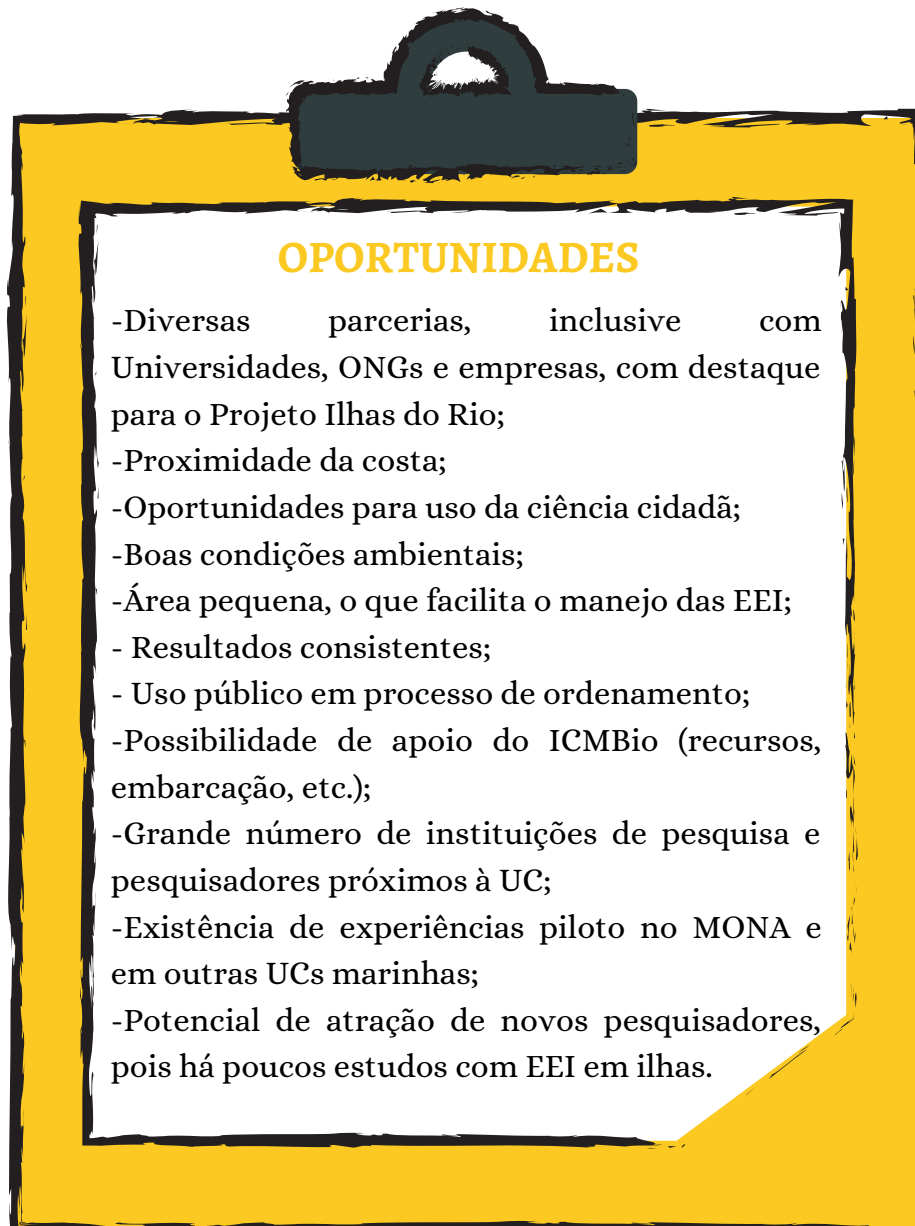 OPORTUNIDADES
-Diversas parcerias, inclusive com
Universidades, ONGs e empresas, com destaque
para o Projeto Ilhas do Rio;
-Proximidade da costa;
-Oportunidades para uso da ciência cidadã;
-Boas condições ambientais;
-Área pequena, o que facilita o manejo das EEI;
- Resultados consistentes;
- Uso público em processo de ordenamento;
-Possibilidade de apoio do ICMBio (recursos,
embarcação, etc.);
-Grande número de instituições de pesquisa e
pesquisadores próximos à UC;
-Existência de experiências piloto no MONA e
em outras UCs marinhas;
-Potencial de atração de novos pesquisadores,
pois há poucos estudos com EEI em ilhas.